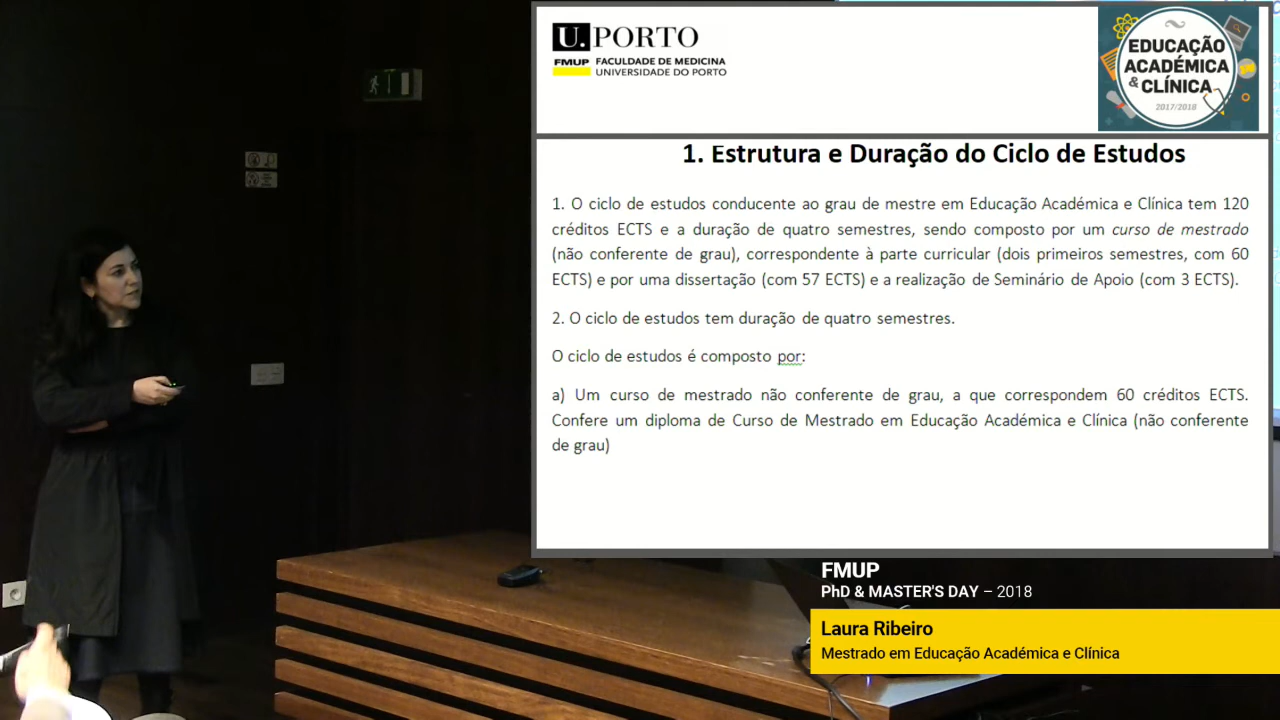 U.PORTO
FMUP FACULDADE DE MEDICINA
UNIVERSIDADE DO PORTO
EDUCAÇÃO
ACADÉMICA
& CLÍNICA
2017/2018
1. Estrutura e Duração do Ciclo de Estudos
1. O ciclo de estudos conducente ao grau de mestre em Educação Académica e Clínica tem 120
créditos ECTS e a duração de quatro semestres, sendo composto por um curso de mestrado
(não conferente de grau), correspondente à parte curricular (dois primeiros semestres, com 60
ECTS) e por uma dissertação (com 57 ECTS) e a realização de Seminário de Apoio (com 3 ECTS).
2. O ciclo de estudos tem duração de quatro semestres.
O ciclo de estudos é composto por:
a) Um curso de mestrado não conferente de grau, a que correspondem 60 créditos ECTS.
Confere um diploma de Curso de Mestrado em Educação Académica e Clínica (não conferente
de grau)
FMUP
PhD & MASTER'S DAY – 2018
Laura Ribeiro
Mestrado em Educação Académica e Clínica